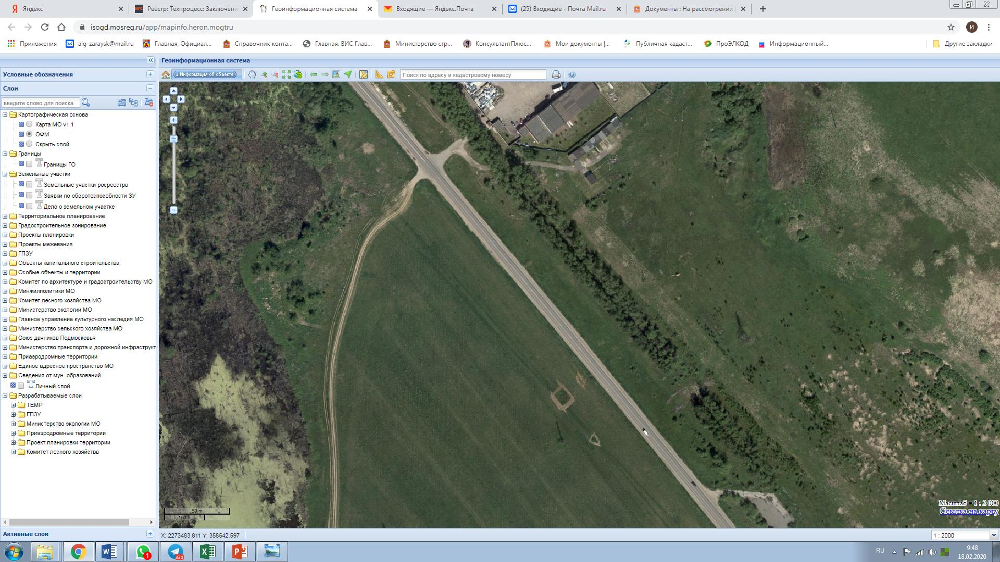 Яндекс
Реестр: Техпроцесс: Заключени
Геоинформационная система
Входящие — Яндекс.Почта
(25) Входящие - Почта Mail.ru
Документы : На рассмотрении
isogd.mosreg.ru/app/mapinfo.heron.mogtru
И
Приложения
aig-zaraysk@mail.ru
Главная, Официал...
Справочник конта...
Главная. ВИС Глав...
Министерство стр...
КонсультантПлюс...
Мои документы |...
Публичная кадаст...
ПроЭЛКОД
Информационный...
Другие закладки
Геоинформационная система
Условные обозначения
Информация об объекте
Поиск по адресу и кадастровому номеру
Слои
введите слово для поиска
Картографическая основа
Карта МО v1.1
ОФМ
Скрыть слой
Границы
Границы ГО
Земельные участки
Земельные участки росреестра
Заявки по оборотоспособности ЗУ
Дело о земельном участке
Территориальное планирование
Градостроительное зонирование
Проекты планировки
Проекты межевания
ГПЗУ
Объекты капитального строительства
Особые объекты и территории
Комитет по архитектуре и градостроительству МО
Минжилполитики МО
Комитет лесного хозяйства МО
Министерство экологии МО
Главное управление культурного наследия МО
Министерство сельского хозяйства МО
Союз дачников Подмосковья
Министерство транспорта и дорожной инфраструкт
Приаэродромные территории
Единое адресное пространство МО
Сведения от мун. образований
Личный слой
Разрабатываемые слои
TEMP
ГПЗУ
Министерство экологии МО
Приаэродромные территории
Проект планировки территории
Комитет лесного хозяйства
Активные слои
50 m
100 ft
Масштаб = 1 : 2 000
Ссылка на карту
X: 2273483.811 Y: 358542.597
1 : 2000
1
330
RU
9:48
18.02.2020